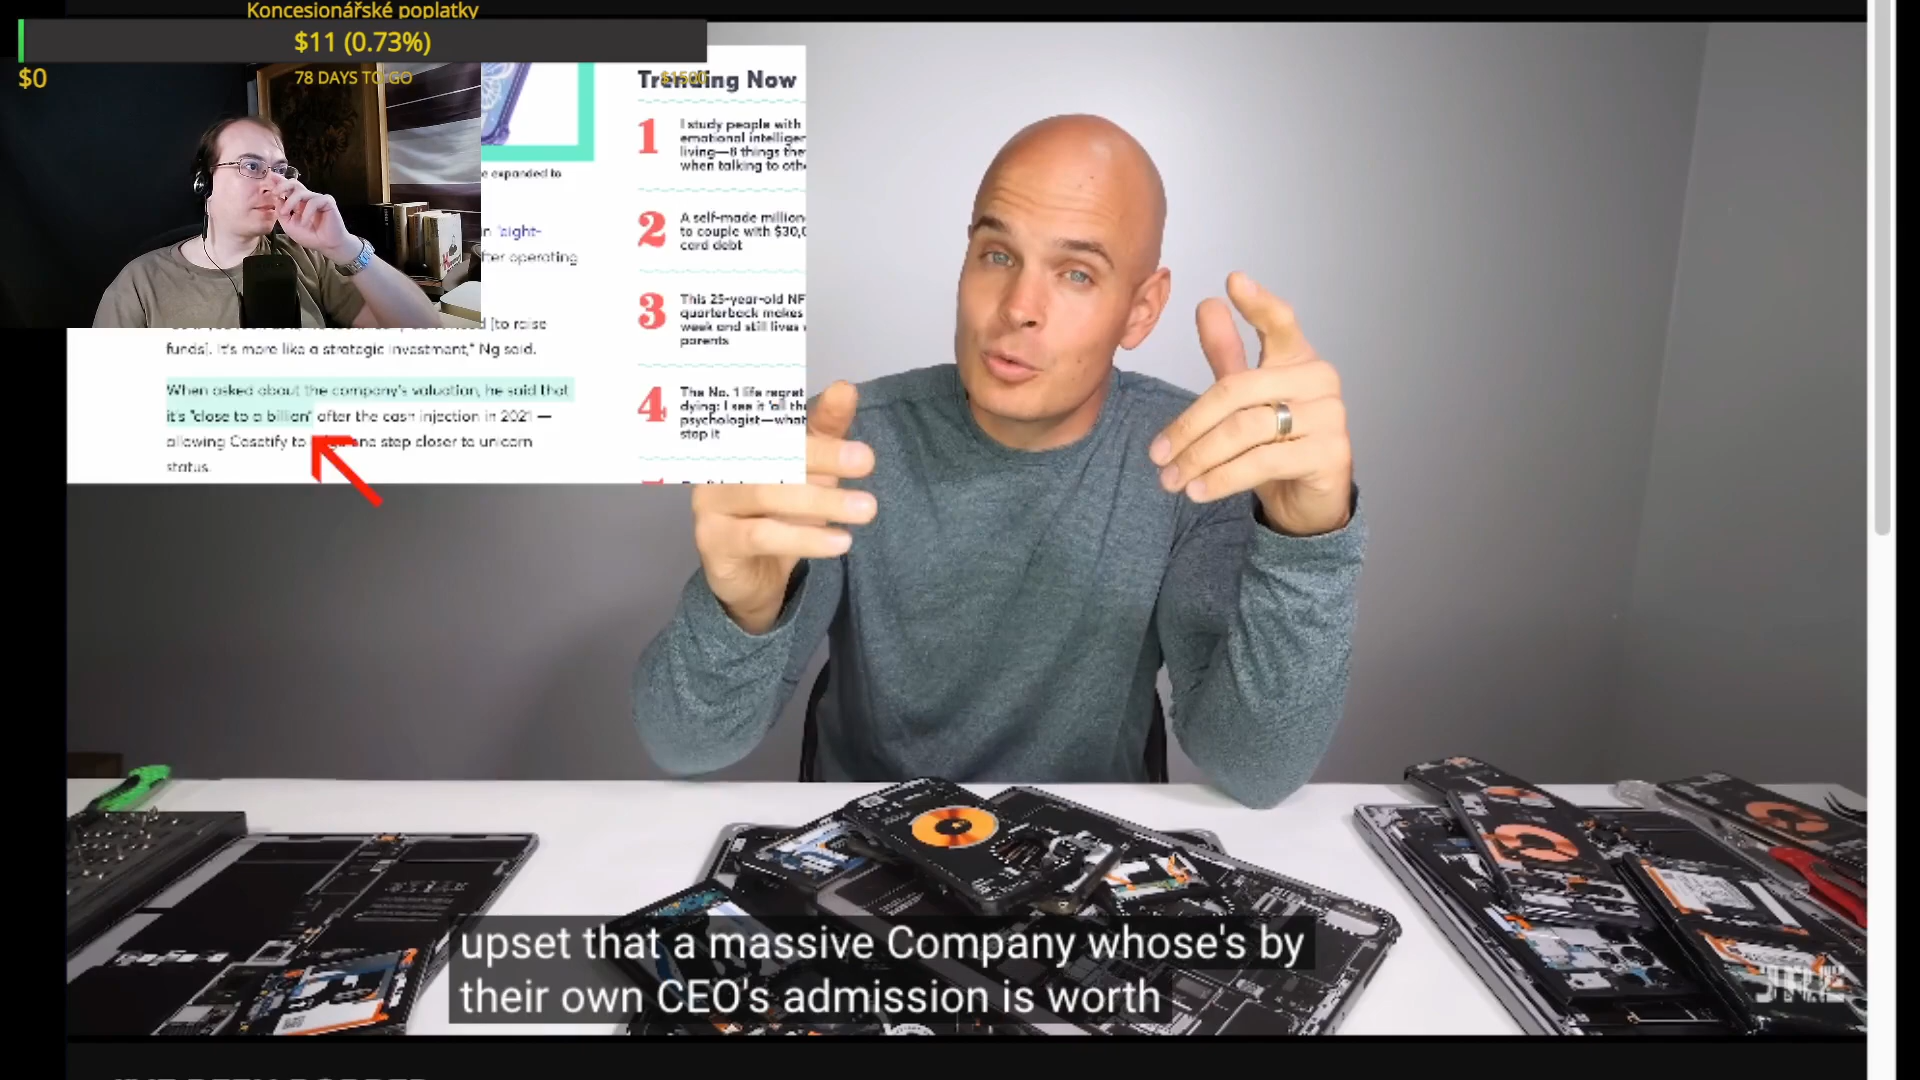 Koncesionářské poplatky
$11 (0.73%)
$0
78 DAYS TO GO
$1500
Trending Now
1
I study people with
emotional intelligen
living—8 things they
when talking to othe
2
A self-made million
to couple with $30,0
card debt
3
This 25-year-old NF
quarterback makes
week and still lives
parents
4
The No. 1 life regret
dying: I see it 'all the
psychologist—what
stop it
e expanded to
n 'eight-
fter operating
[to raise
funds]. It's more like a strategic investment," Ng said.
When asked about the company's valuation, he said that
it's "close to a billion" after the cash injection in 2021 —
allowing Casetify to one step closer to unicorn
status.
upset that a massive Company whose's by
their own CEO's admission is worth